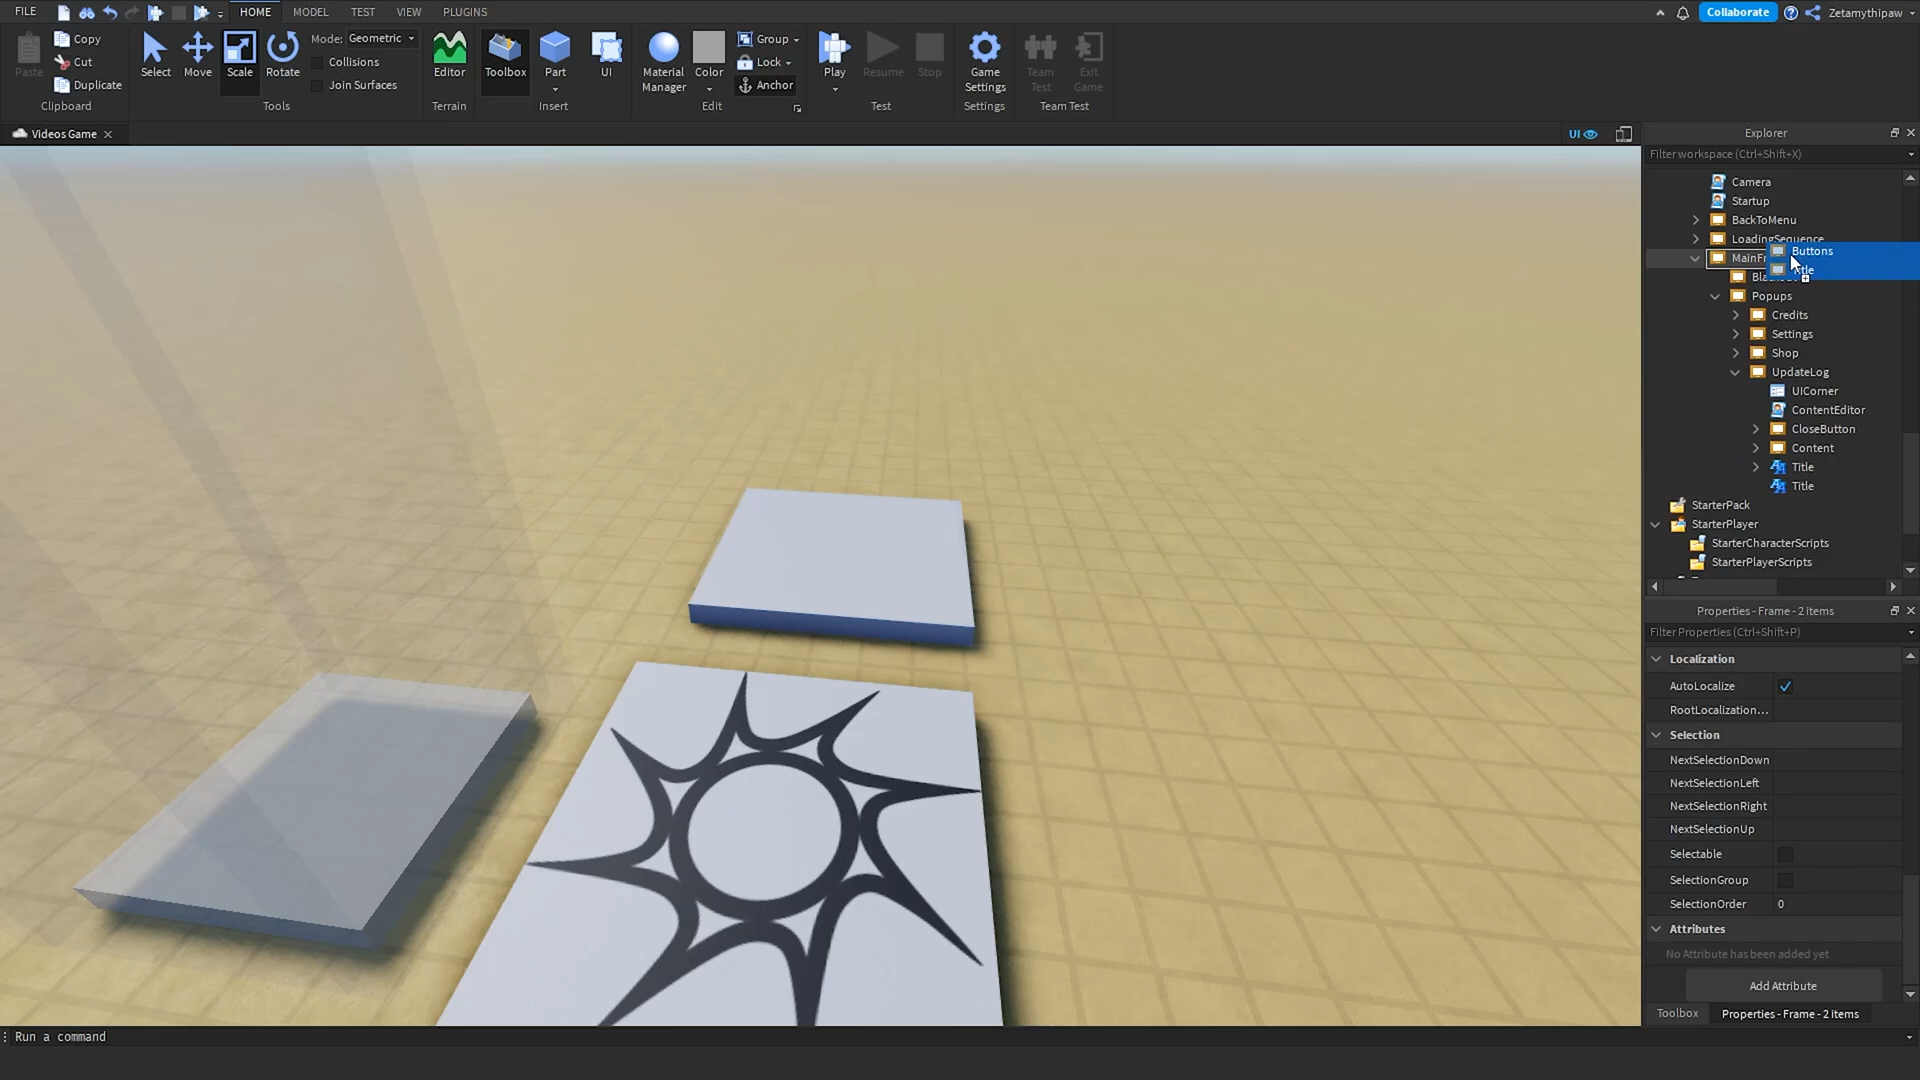 FILE HOME MODEL TEST VIEW PLUGINS Collaborate Zetamythipaw
Paste Copy Cut Duplicate
Clipboard
Select Move Scale Rotate
Mode: Geometric
Collisions
Join Surfaces
Tools
Editor
Terrain
Toolbox Part UI
Insert
Material Manager Color
Group
Lock
Anchor
Edit
Play Resume Stop
Test
Game Settings
Settings
Team Test Exit Game
Team Test
Videos Game
UI
Explorer
Filter workspace (Ctrl+Shift+X)
Camera
Startup
BackToMenu
LoadingSequence
Buttons
MainFr
Title
Popups
Credits
Settings
Shop
UpdateLog
UICorner
ContentEditor
CloseButton
Content
Title
Title
StarterPack
StarterPlayer
StarterCharacterScripts
StarterPlayerScripts
Properties - Frame - 2 items
Filter Properties (Ctrl+Shift+P)
Localization
AutoLocalize
RootLocalization...
Selection
NextSelectionDown
NextSelectionLeft
NextSelectionRight
NextSelectionUp
Selectable
SelectionGroup
SelectionOrder 0
Attributes
No Attribute has been added yet
Add Attribute
Toolbox Properties - Frame - 2 items
Run a command